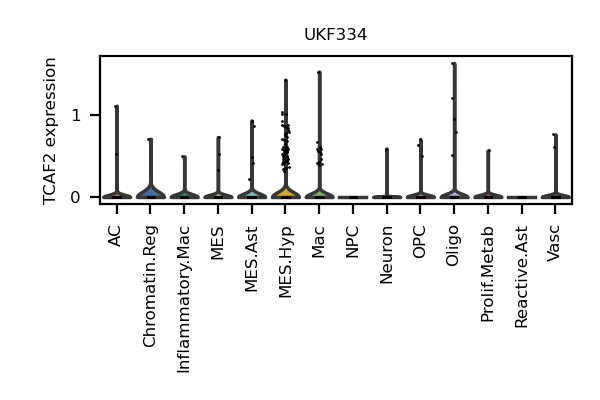 UKF334
TCAF2 expression
1
0
AC
Chromatin.Reg
Inflammatory.Mac
MES
MES.Ast
MES.Hyp
Mac
NPC
Neuron
OPC
Oligo
Prolif.Metab
Reactive.Ast
Vasc